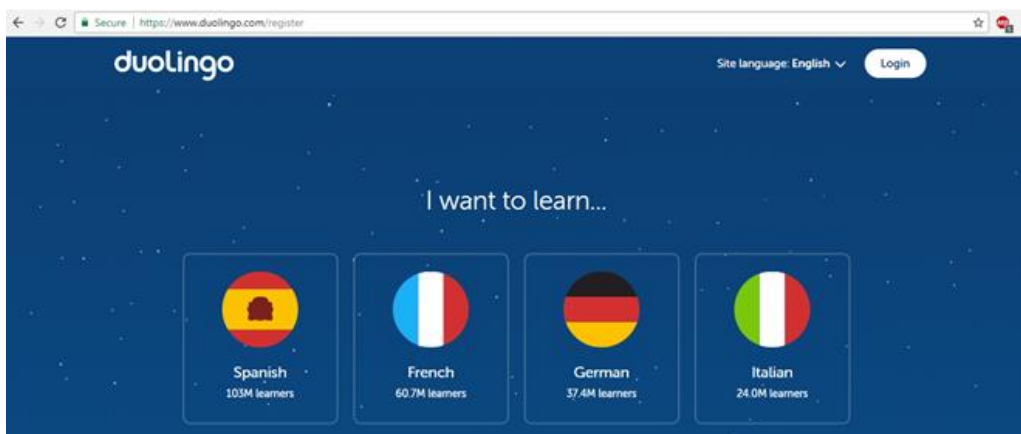 Secure | https://www.duolingo.com/register
duolingo
Site language: English
Login
I want to learn...
Spanish
103M learners
French
60.7M learners
German
37.4M learners
Italian
24.0M learners